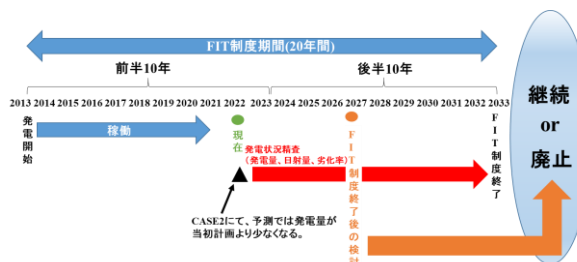 FIT制度期間(20年間)
前半10年
後半10年
2013 2014 2015 2016 2017 2018 2019 2020 2021 2022 2023 2024 2025 2026 2027 2028 2029 2030 2031 2032 2033
発電開始
稼働
現在
発電状況精査
(発電量、日射量、劣化率)
FIT制度終了後の検討
FIT制度終了
CASE2にて、予測では発電量が
当初計画より少なくなる。
継続
or
廃止